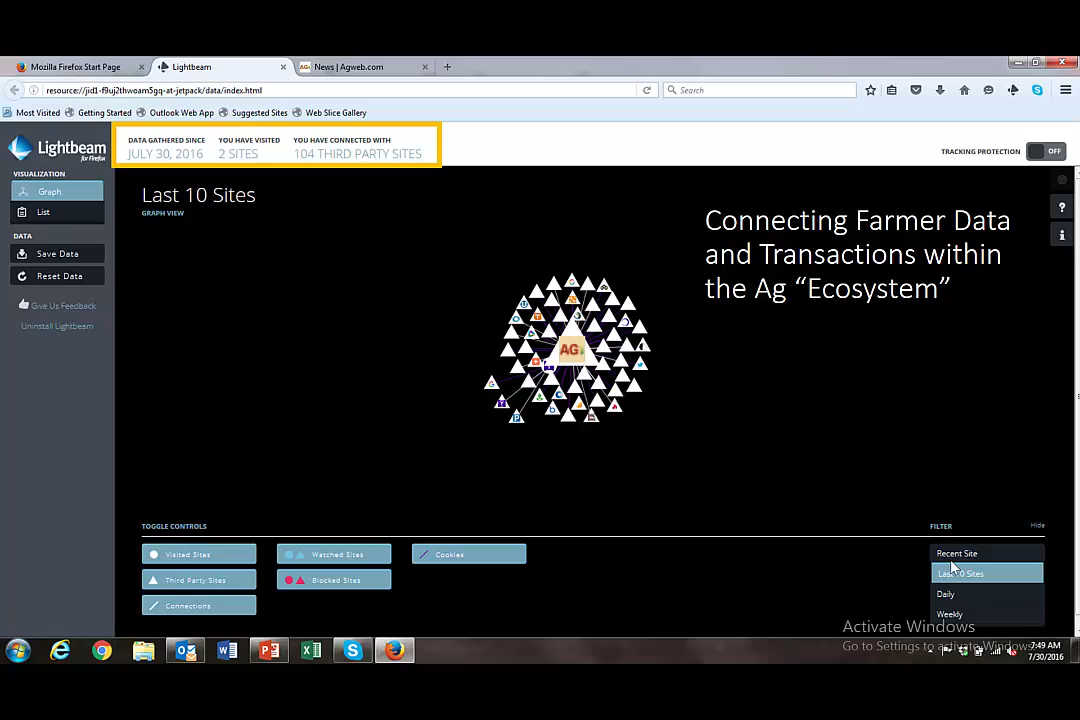 Mozilla Firefox Start Page
Lightbeam
News | Agweb.com
resource://jid1-f9uj2thwoam5gq-at-jetpack/data/index.html
Search
Most Visited
Getting Started
Outlook Web App
Suggested Sites
Web Slice Gallery
Lightbeam
for Firefox
DATA GATHERED SINCE
JULY 30, 2016
YOU HAVE VISITED
2 SITES
YOU HAVE CONNECTED WITH
104 THIRD PARTY SITES
TRACKING PROTECTION
OFF
VISUALIZATION
Graph
List
DATA
Save Data
Reset Data
Give Us Feedback
Uninstall Lightbeam
Last 10 Sites
GRAPH VIEW
Connecting Farmer Data
and Transactions within
the Ag “Ecosystem”
AG
TOGGLE CONTROLS
Visited Sites
Watched Sites
Cookies
Third Party Sites
Blocked Sites
Connections
FILTER
Hide
Recent Site
Last 10 Sites
Daily
Weekly
Activate Windows
Go to Settings to activate Windows.
7:49 AM
7/30/2016